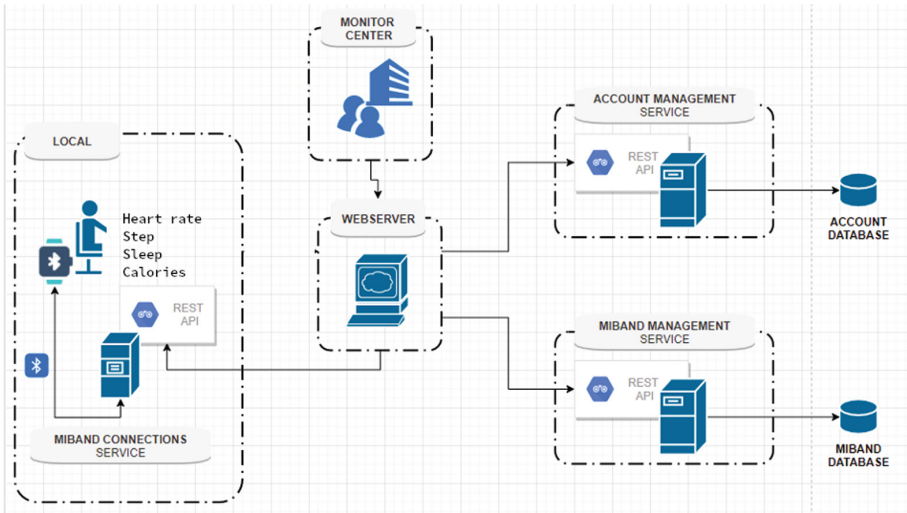 MONITOR
CENTER
ACCOUNT MANAGEMENT
SERVICE
LOCAL
REST
API
Heart rate
Step
Sleep
Calories
WEBSERVER
ACCOUNT
DATABASE
REST
API
MIBAND MANAGEMENT
SERVICE
REST
API
MIBAND CONNECTIONS
SERVICE
MIBAND
DATABASE